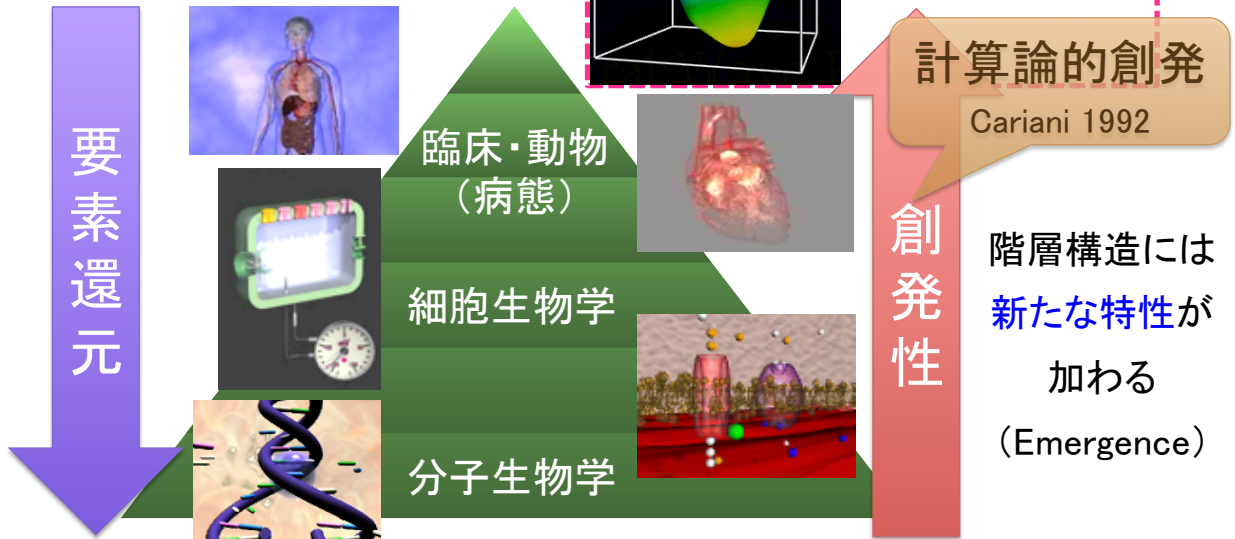 要素還元
臨床・動物
（病態）
細胞生物学
分子生物学
創発性
計算論的創発
Cariani 1992
階層構造には
新たな特性が
加わる
（Emergence）